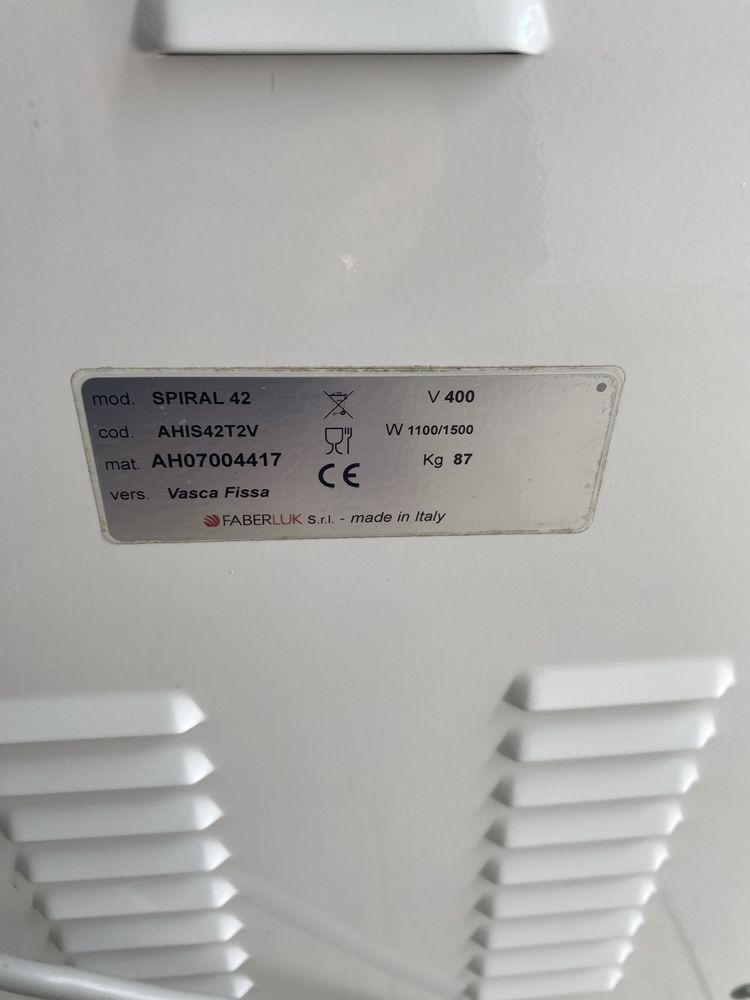 mod. SPIRAL 42 V 400
cod. AHIS42T2V W 1100/1500
mat. AH07004417 Kg 87
vers. Vasca Fissa CE
FABERLUK S.r.l. - made in Italy